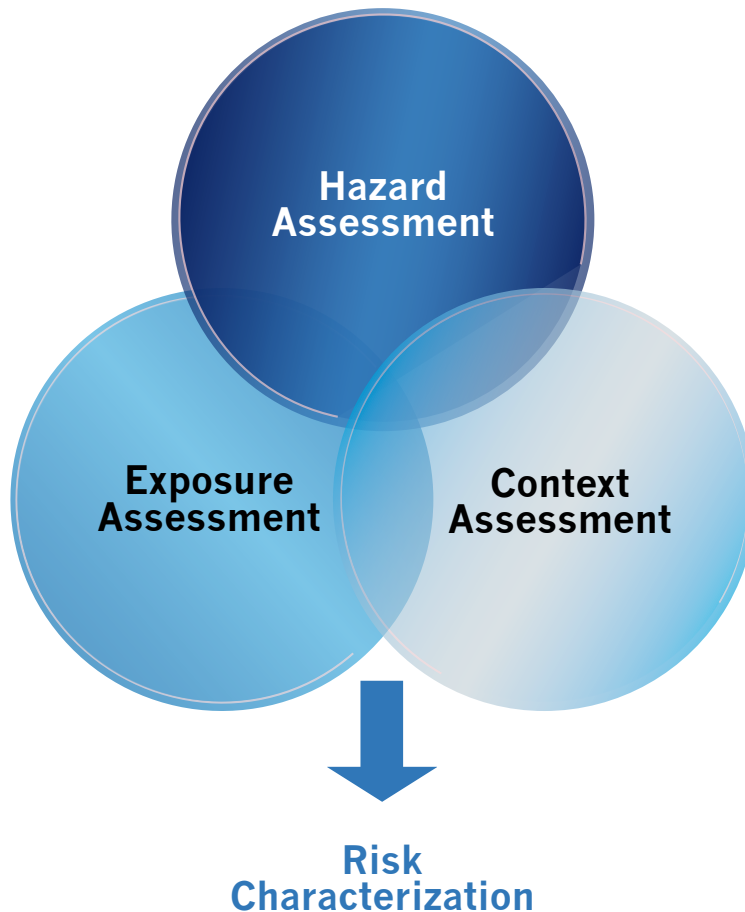 Hazard
Assessment
Exposure
Assessment
Context
Assessment
Risk
Characterization